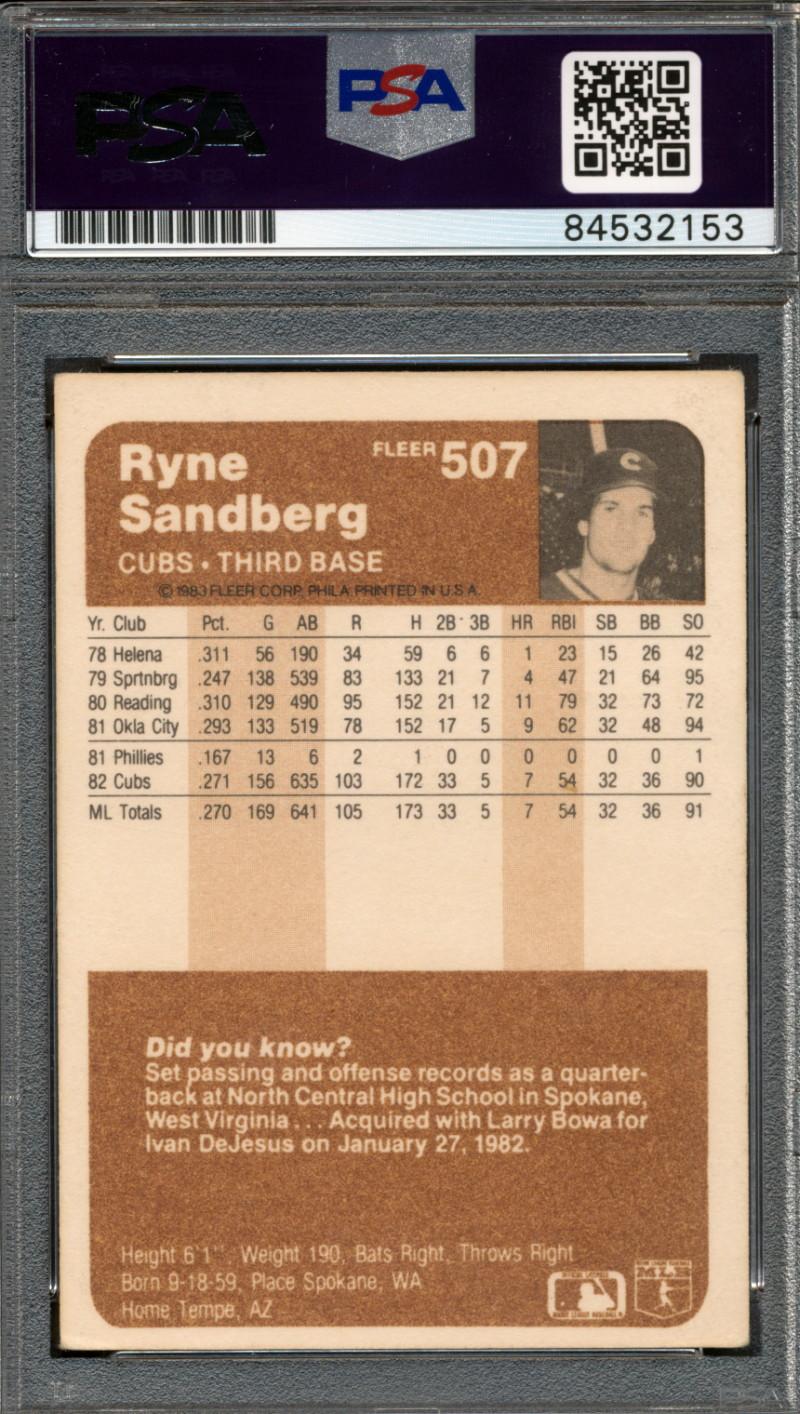 PSA
PSA
84532153
Ryne
Sandberg
FLEER 507
CUBS • THIRD BASE
© 1983 FLEER CORP. PHILA. PRINTED IN U.S.A.
Yr. Club Pct. G AB R H 2B 3B HR RBI SB BB SO
78 Helena .311 56 190 34 59 6 6 1 23 15 26 42
79 Sprtnbrg .247 138 539 83 133 21 7 4 47 21 64 95
80 Reading .310 129 490 95 152 21 12 11 79 32 73 72
81 Okla City .293 133 519 78 152 17 5 9 62 32 48 94
81 Phillies .167 13 6 2 1 0 0 0 0 0 0 1
82 Cubs .271 156 635 103 172 33 5 7 54 32 36 90
ML Totals .270 169 641 105 173 33 5 7 54 32 36 91
Did you know?
Set passing and offense records as a quarter-
back at North Central High School in Spokane,
West Virginia . . . Acquired with Larry Bowa for
Ivan DeJesus on January 27, 1982.
Height 6'1", Weight 190, Bats Right, Throws Right
Born 9-18-59, Place Spokane, WA
Home Tempe, AZ